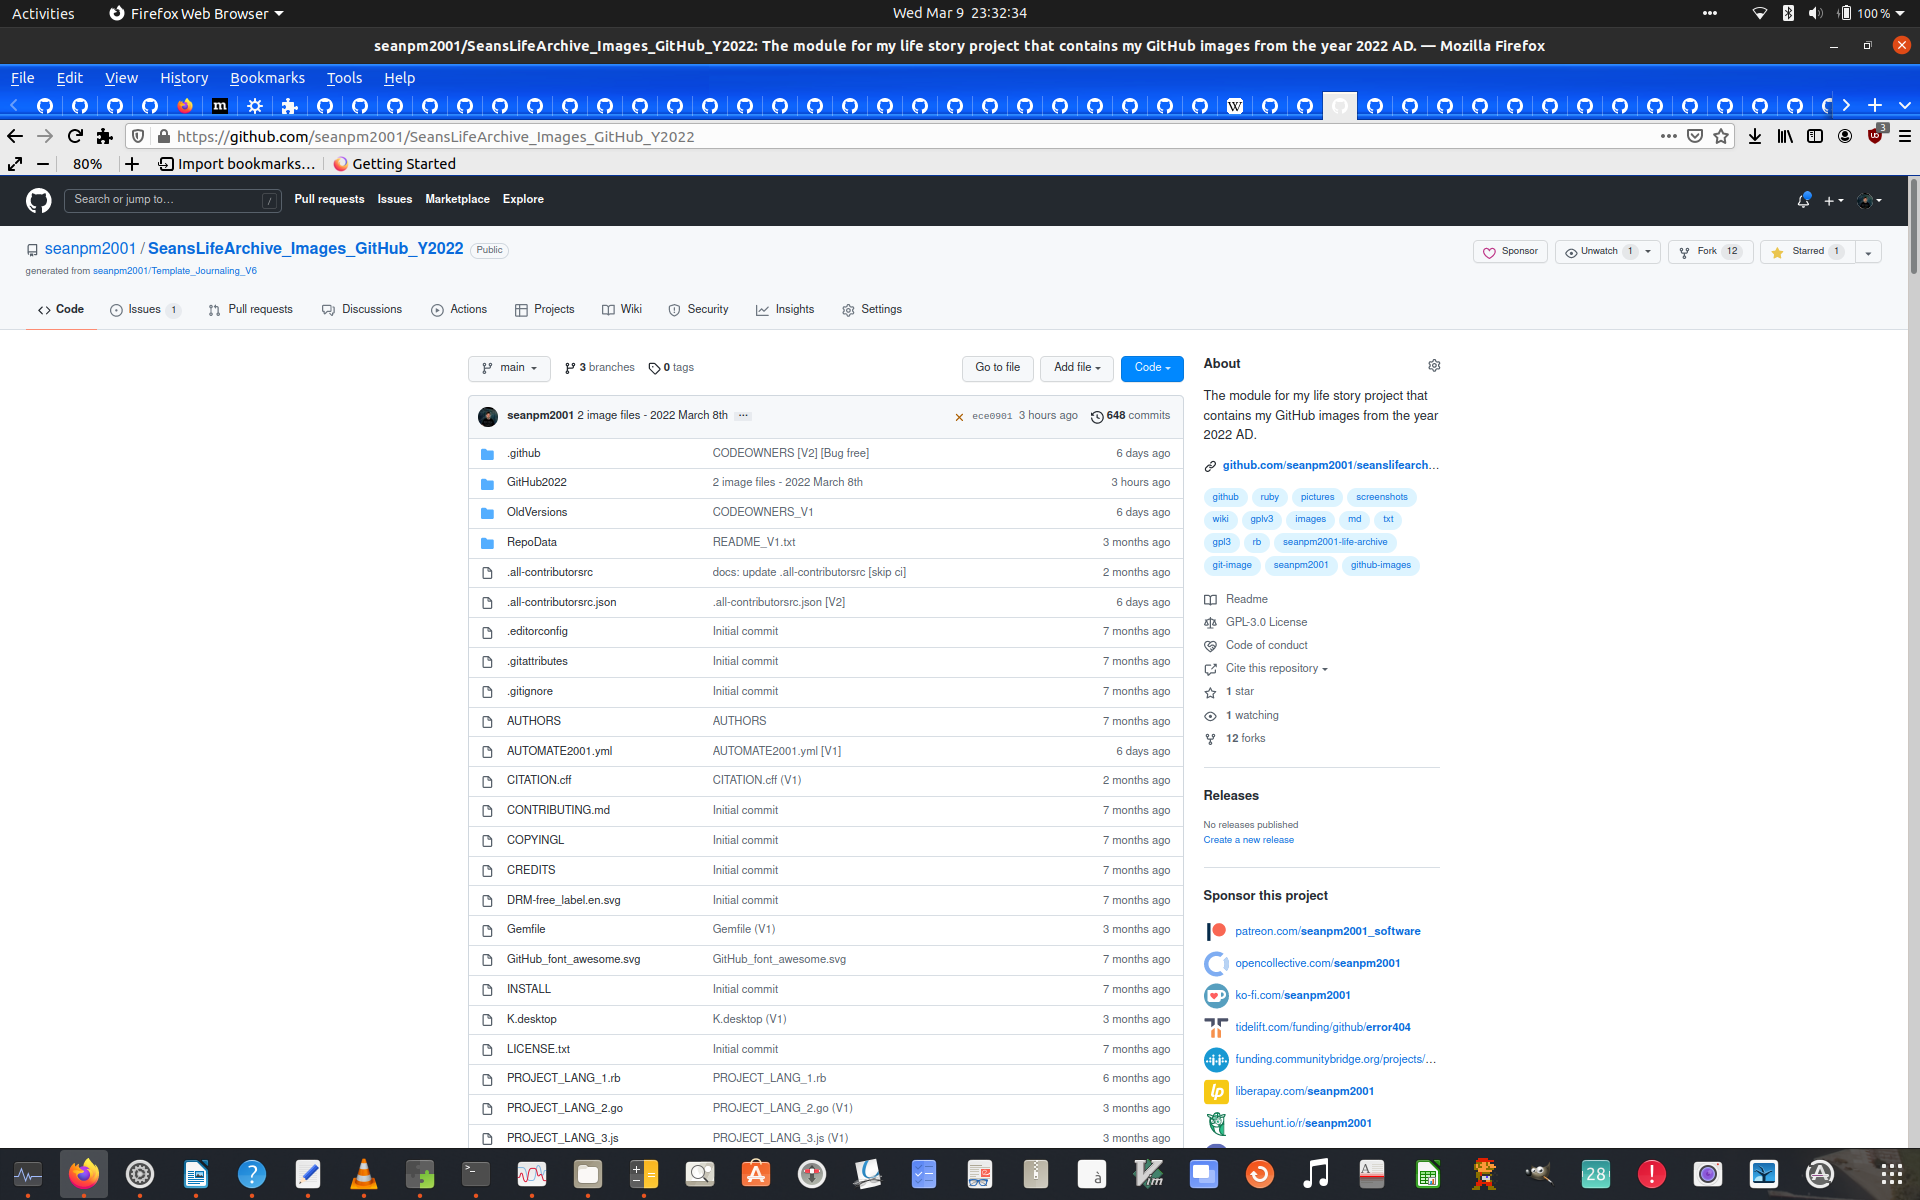 Activities Firefox Web Browser Wed Mar 9 23:32:34 100 %
seanpm2001/SeansLifeArchive_Images_GitHub_Y2022: The module for my life story project that contains my GitHub images from the year 2022 AD. — Mozilla Firefox
File Edit View History Bookmarks Tools Help
https://github.com/seanpm2001/SeansLifeArchive_Images_GitHub_Y2022 3
80% Import bookmarks... Getting Started
Search or jump to... / Pull requests Issues Marketplace Explore
seanpm2001 / SeansLifeArchive_Images_GitHub_Y2022 Public Sponsor Unwatch 1 Fork 12 Starred 1
generated from seanpm2001/Template_Journaling_V6
Code Issues 1 Pull requests Discussions Actions Projects Wiki Security Insights Settings
main 3 branches 0 tags Go to file Add file Code
seanpm2001 2 image files - 2022 March 8th ... ece0901 3 hours ago 648 commits
.github CODEOWNERS [V2] [Bug free] 6 days ago
GitHub2022 2 image files - 2022 March 8th 3 hours ago
OldVersions CODEOWNERS_V1 6 days ago
RepoData README_V1.txt 3 months ago
.all-contributorsrc docs: update .all-contributorsrc [skip ci] 2 months ago
.all-contributorsrc.json .all-contributorsrc.json [V2] 6 days ago
.editorconfig Initial commit 7 months ago
.gitattributes Initial commit 7 months ago
.gitignore Initial commit 7 months ago
AUTHORS AUTHORS 7 months ago
AUTOMATE2001.yml AUTOMATE2001.yml [V1] 6 days ago
CITATION.cff CITATION.cff (V1) 2 months ago
CONTRIBUTING.md Initial commit 7 months ago
COPYINGL Initial commit 7 months ago
CREDITS Initial commit 7 months ago
DRM-free_label.en.svg Initial commit 7 months ago
Gemfile Gemfile (V1) 3 months ago
GitHub_font_awesome.svg GitHub_font_awesome.svg 7 months ago
INSTALL Initial commit 7 months ago
K.desktop K.desktop (V1) 3 months ago
LICENSE.txt Initial commit 7 months ago
PROJECT_LANG_1.rb PROJECT_LANG_1.rb 6 months ago
PROJECT_LANG_2.go PROJECT_LANG_2.go (V1) 3 months ago
PROJECT_LANG_3.js PROJECT_LANG_3.js (V1) 3 months ago
About
The module for my life story project that
contains my GitHub images from the year
2022 AD.
github.com/seanpm2001/seanslifearch...
github ruby pictures screenshots
wiki gplv3 images md txt
gpl3 rb seanpm2001-life-archive
git-image seanpm2001 github-images
Readme
GPL-3.0 License
Code of conduct
Cite this repository
1 star
1 watching
12 forks
Releases
No releases published
Create a new release
Sponsor this project
patreon.com/seanpm2001_software
opencollective.com/seanpm2001
ko-fi.com/seanpm2001
tidelift.com/funding/github/error404
funding.communitybridge.org/projects/...
liberapay.com/seanpm2001
issuehunt.io/r/seanpm2001
28